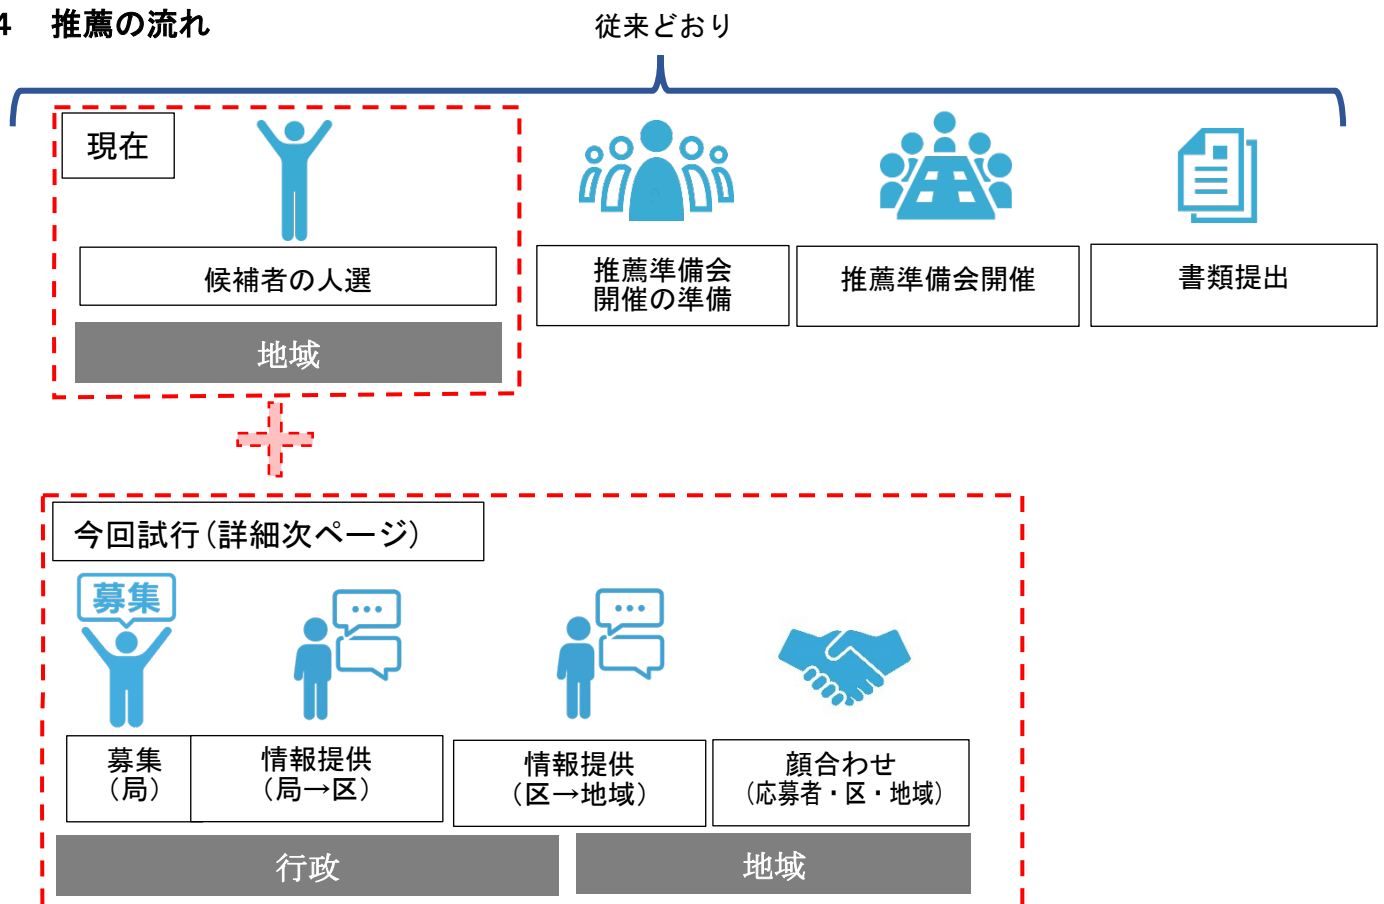 4 推薦の流れ
従来どおり
現在
候補者の人選
地域
推薦準備会
開催の準備
推薦準備会開催
書類提出
今回試行(詳細次ページ)
募集
募集
(局)
情報提供
(局→区)
情報提供
(区→地域)
顔合わせ
(応募者・区・地域)
行政
地域